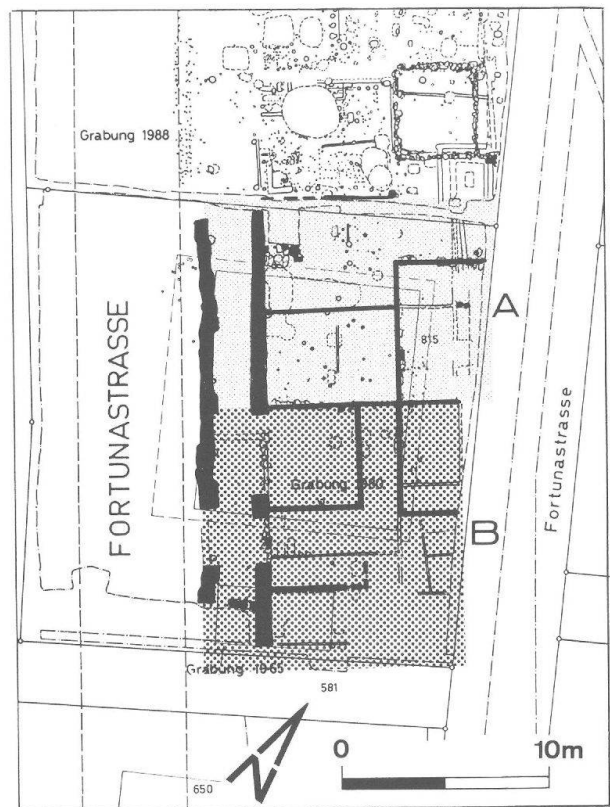 Grabung 1988
A
815
FORTUNASTRASSE
Fortunastrasse
Grabung 1980
B
Grabung 1965
581
N
0 10m
650